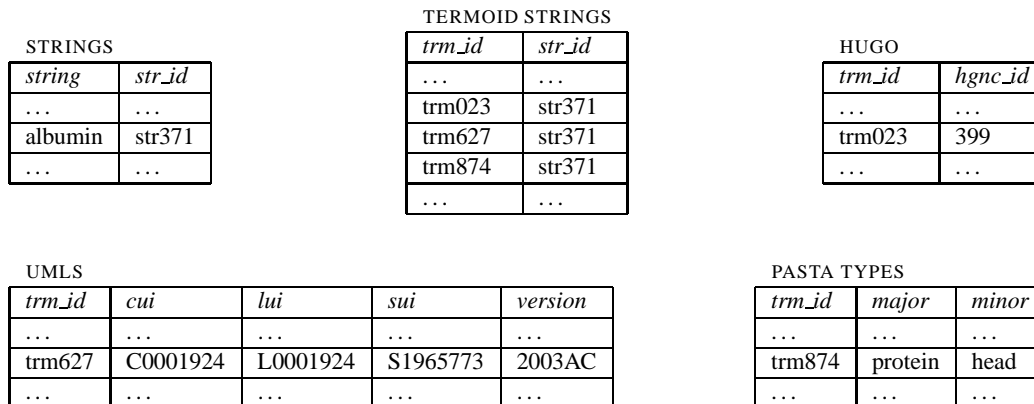 STRINGS
string str_id
... ...
albumin str371
... ...
TERMOID STRINGS
trm_id str_id
... ...
trm023 str371
trm627 str371
trm874 str371
... ...
HUGO
trm_id hgnc_id
... ...
trm023 399
... ...
UMLS
trm_id cui lui sui version
... ... ... ... ...
trm627 C0001924 L0001924 S1965773 2003AC
... ... ... ... ...
PASTA TYPES
trm_id major minor
... ... ...
trm874 protein head
... ... ...